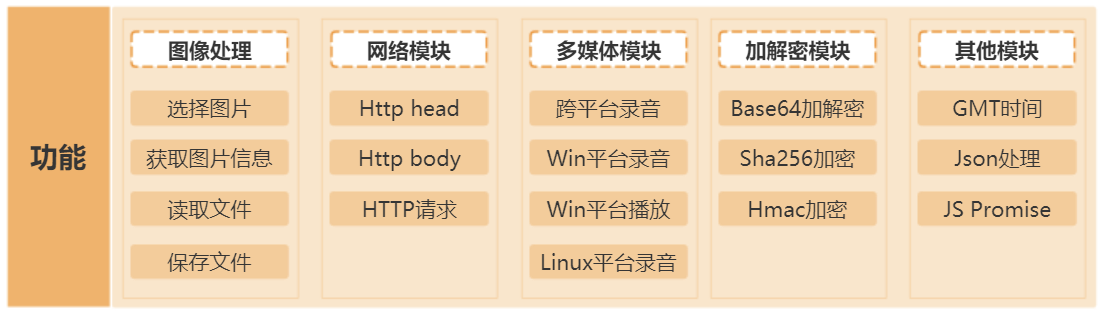 功能
图像处理
选择图片
获取图片信息
读取文件
保存文件
网络模块
Http head
Http body
HTTP请求
多媒体模块
跨平台录音
Win平台录音
Win平台播放
Linux平台录音
加解密模块
Base64加解密
Sha256加密
Hmac加密
其他模块
GMT时间
Json处理
JS Promise